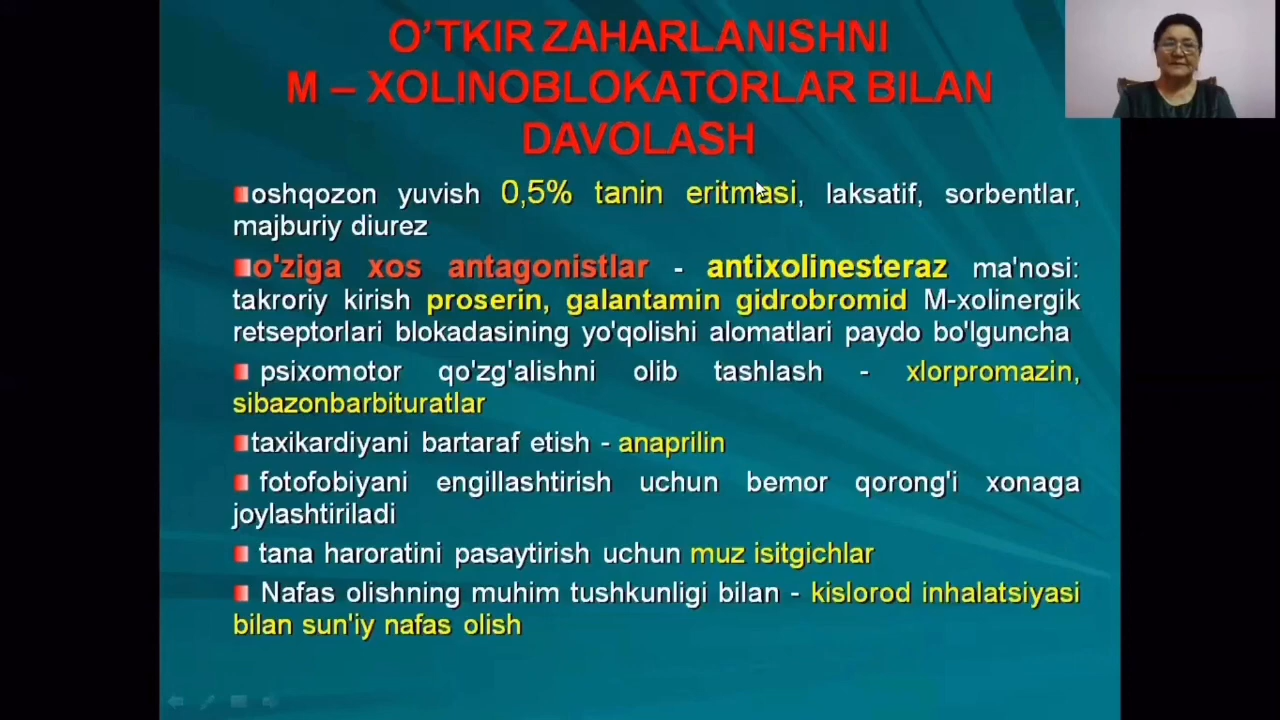 O’TKIR ZAHARLANISHNI
M – XOLINOBLOKATORLAR BILAN
DAVOLASH
oshqozon yuvish 0,5% tanin eritmasi, laksatif, sorbentlar,
majburiy diurez
o'ziga xos antagonistlar - antixolinesteraz ma'nosi:
takroriy kirish proserin, galantamin gidrobromid M-xolinergik
retseptorlari blokadasining yo'qolishi alomatlari paydo bo'lguncha
psixomotor qo'zg'alishni olib tashlash - xlorpromazin,
sibazonbarbituratlar
taxikardiyani bartaraf etish - anaprilin
fotofobiyani engillashtirish uchun bemor qorong'i xonaga
joylashtiriladi
tana haroratini pasaytirish uchun muz isitgichlar
Nafas olishning muhim tushkunligi bilan - kislorod inhalatsiyasi
bilan sun'iy nafas olish